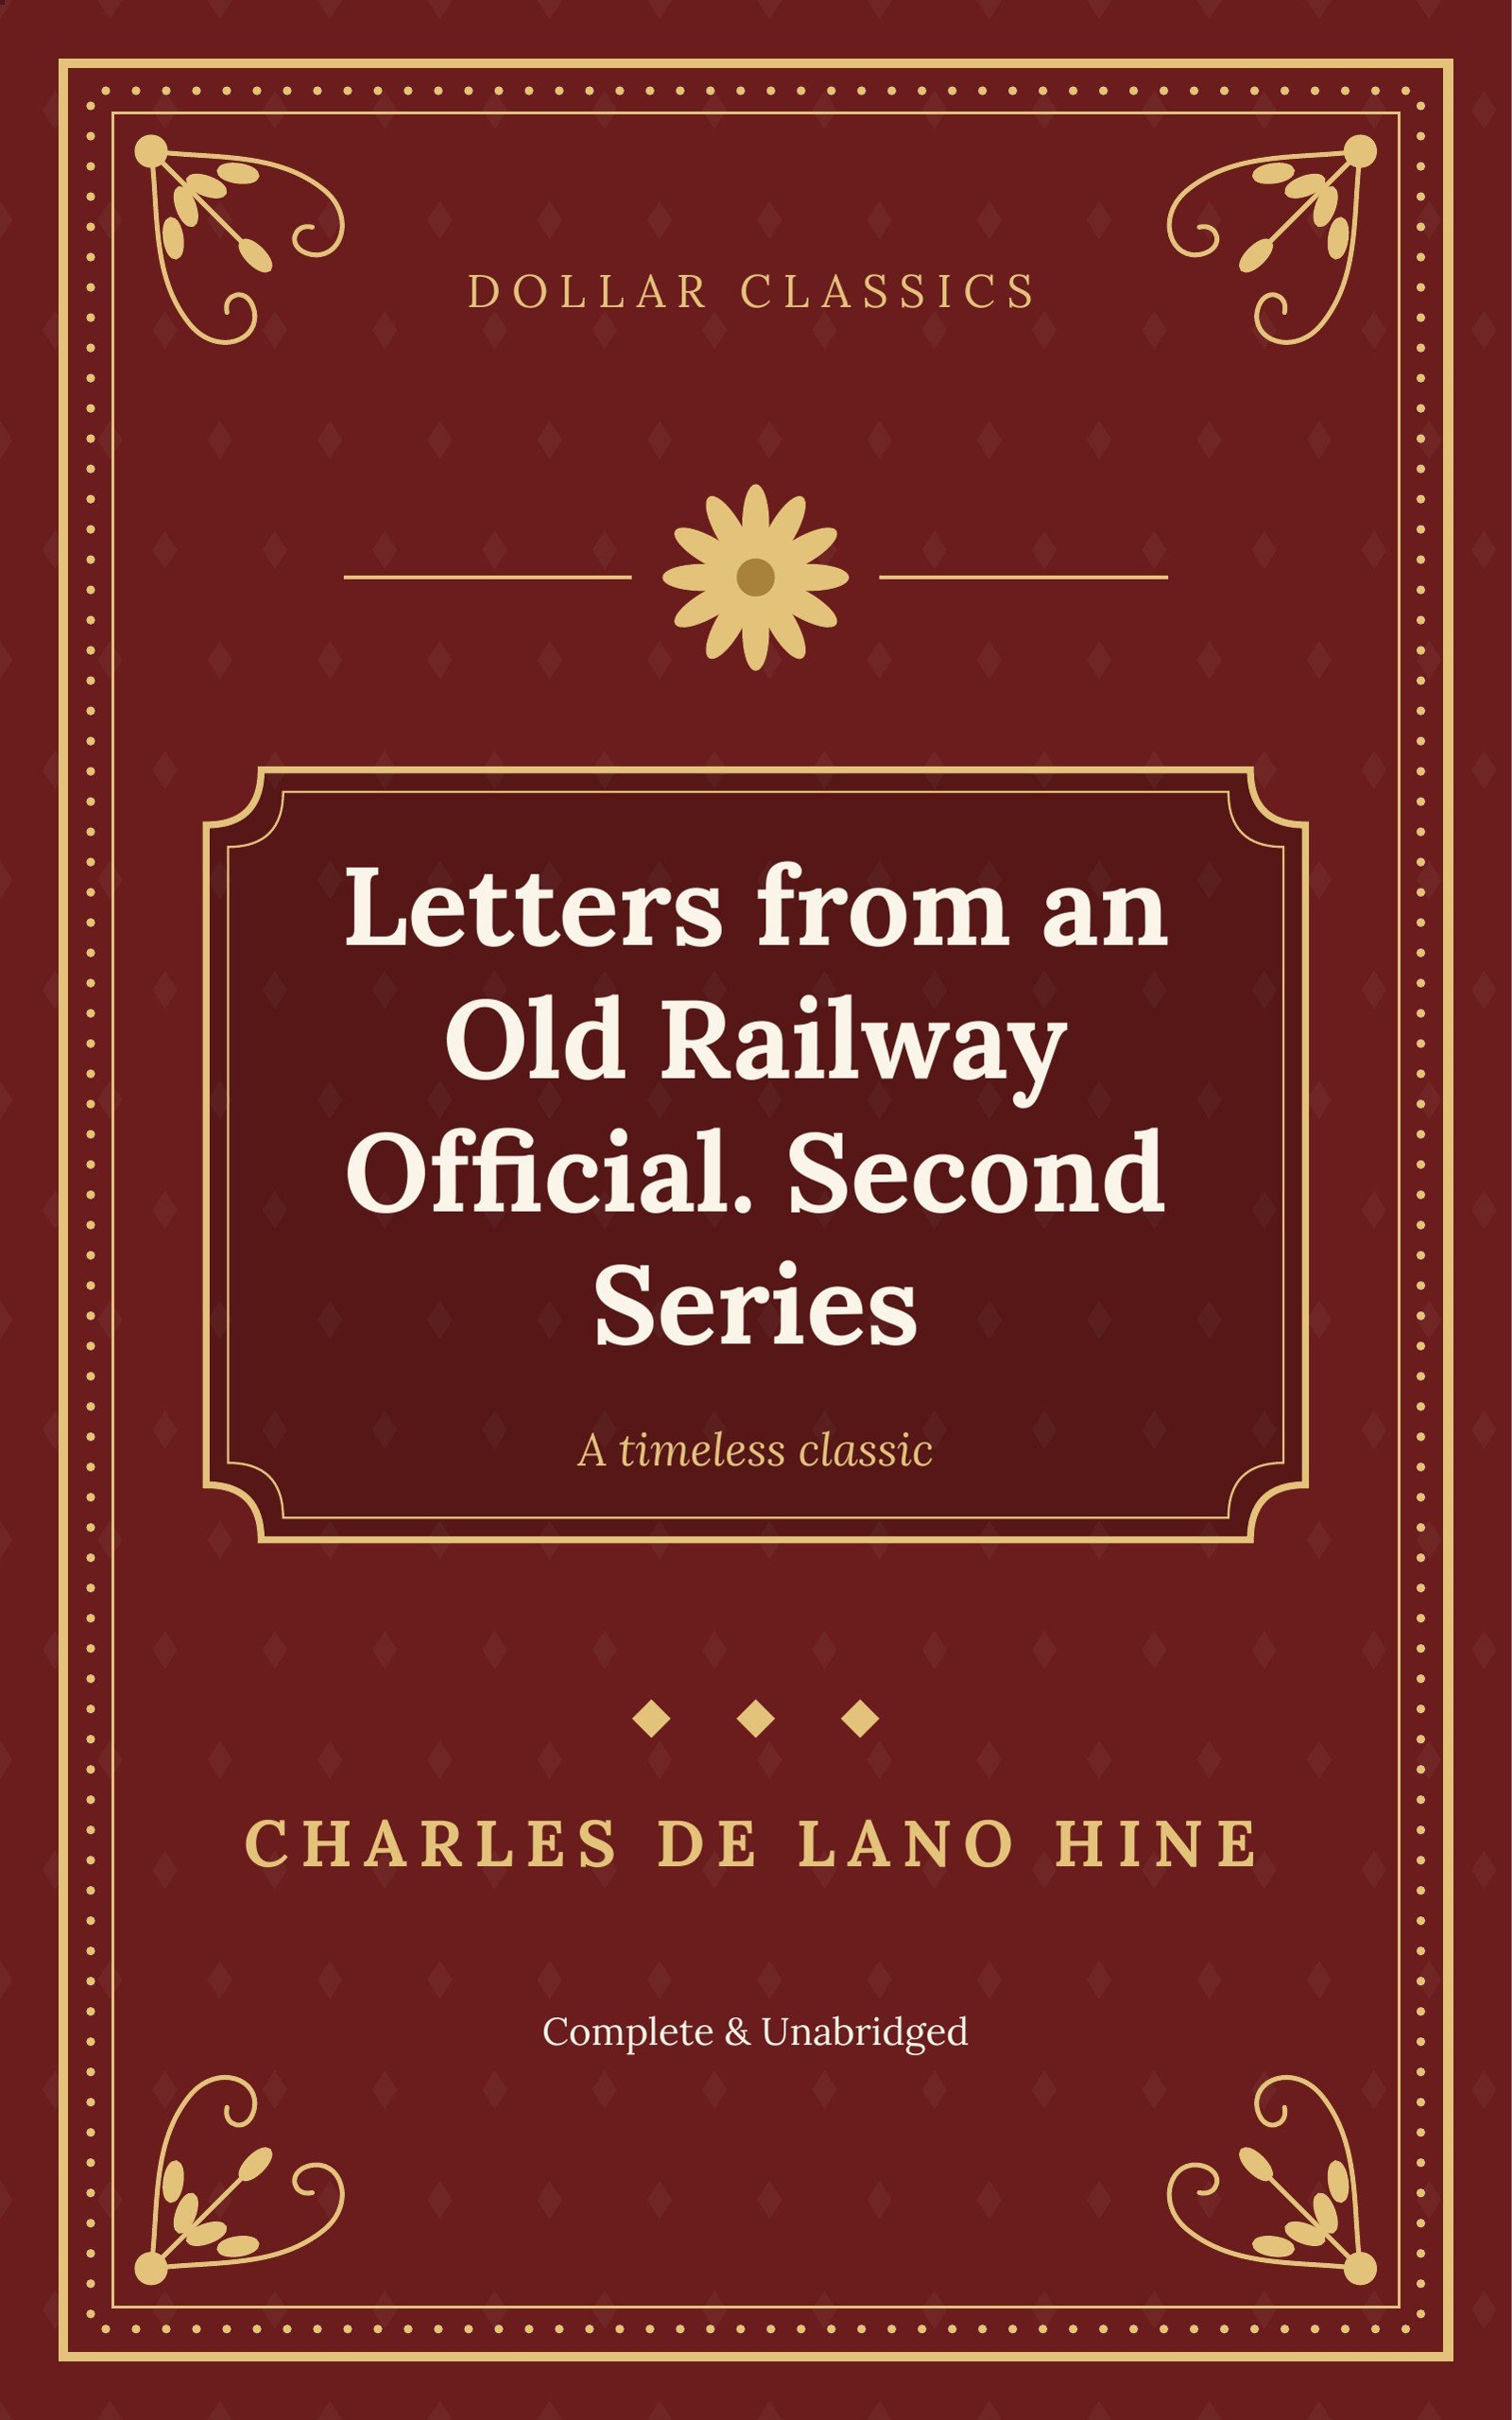 DOLLAR CLASSICS
Letters from an
Old Railway
Official. Second
Series
A timeless classic
CHARLES DE LANO HINE
Complete & Unabridged